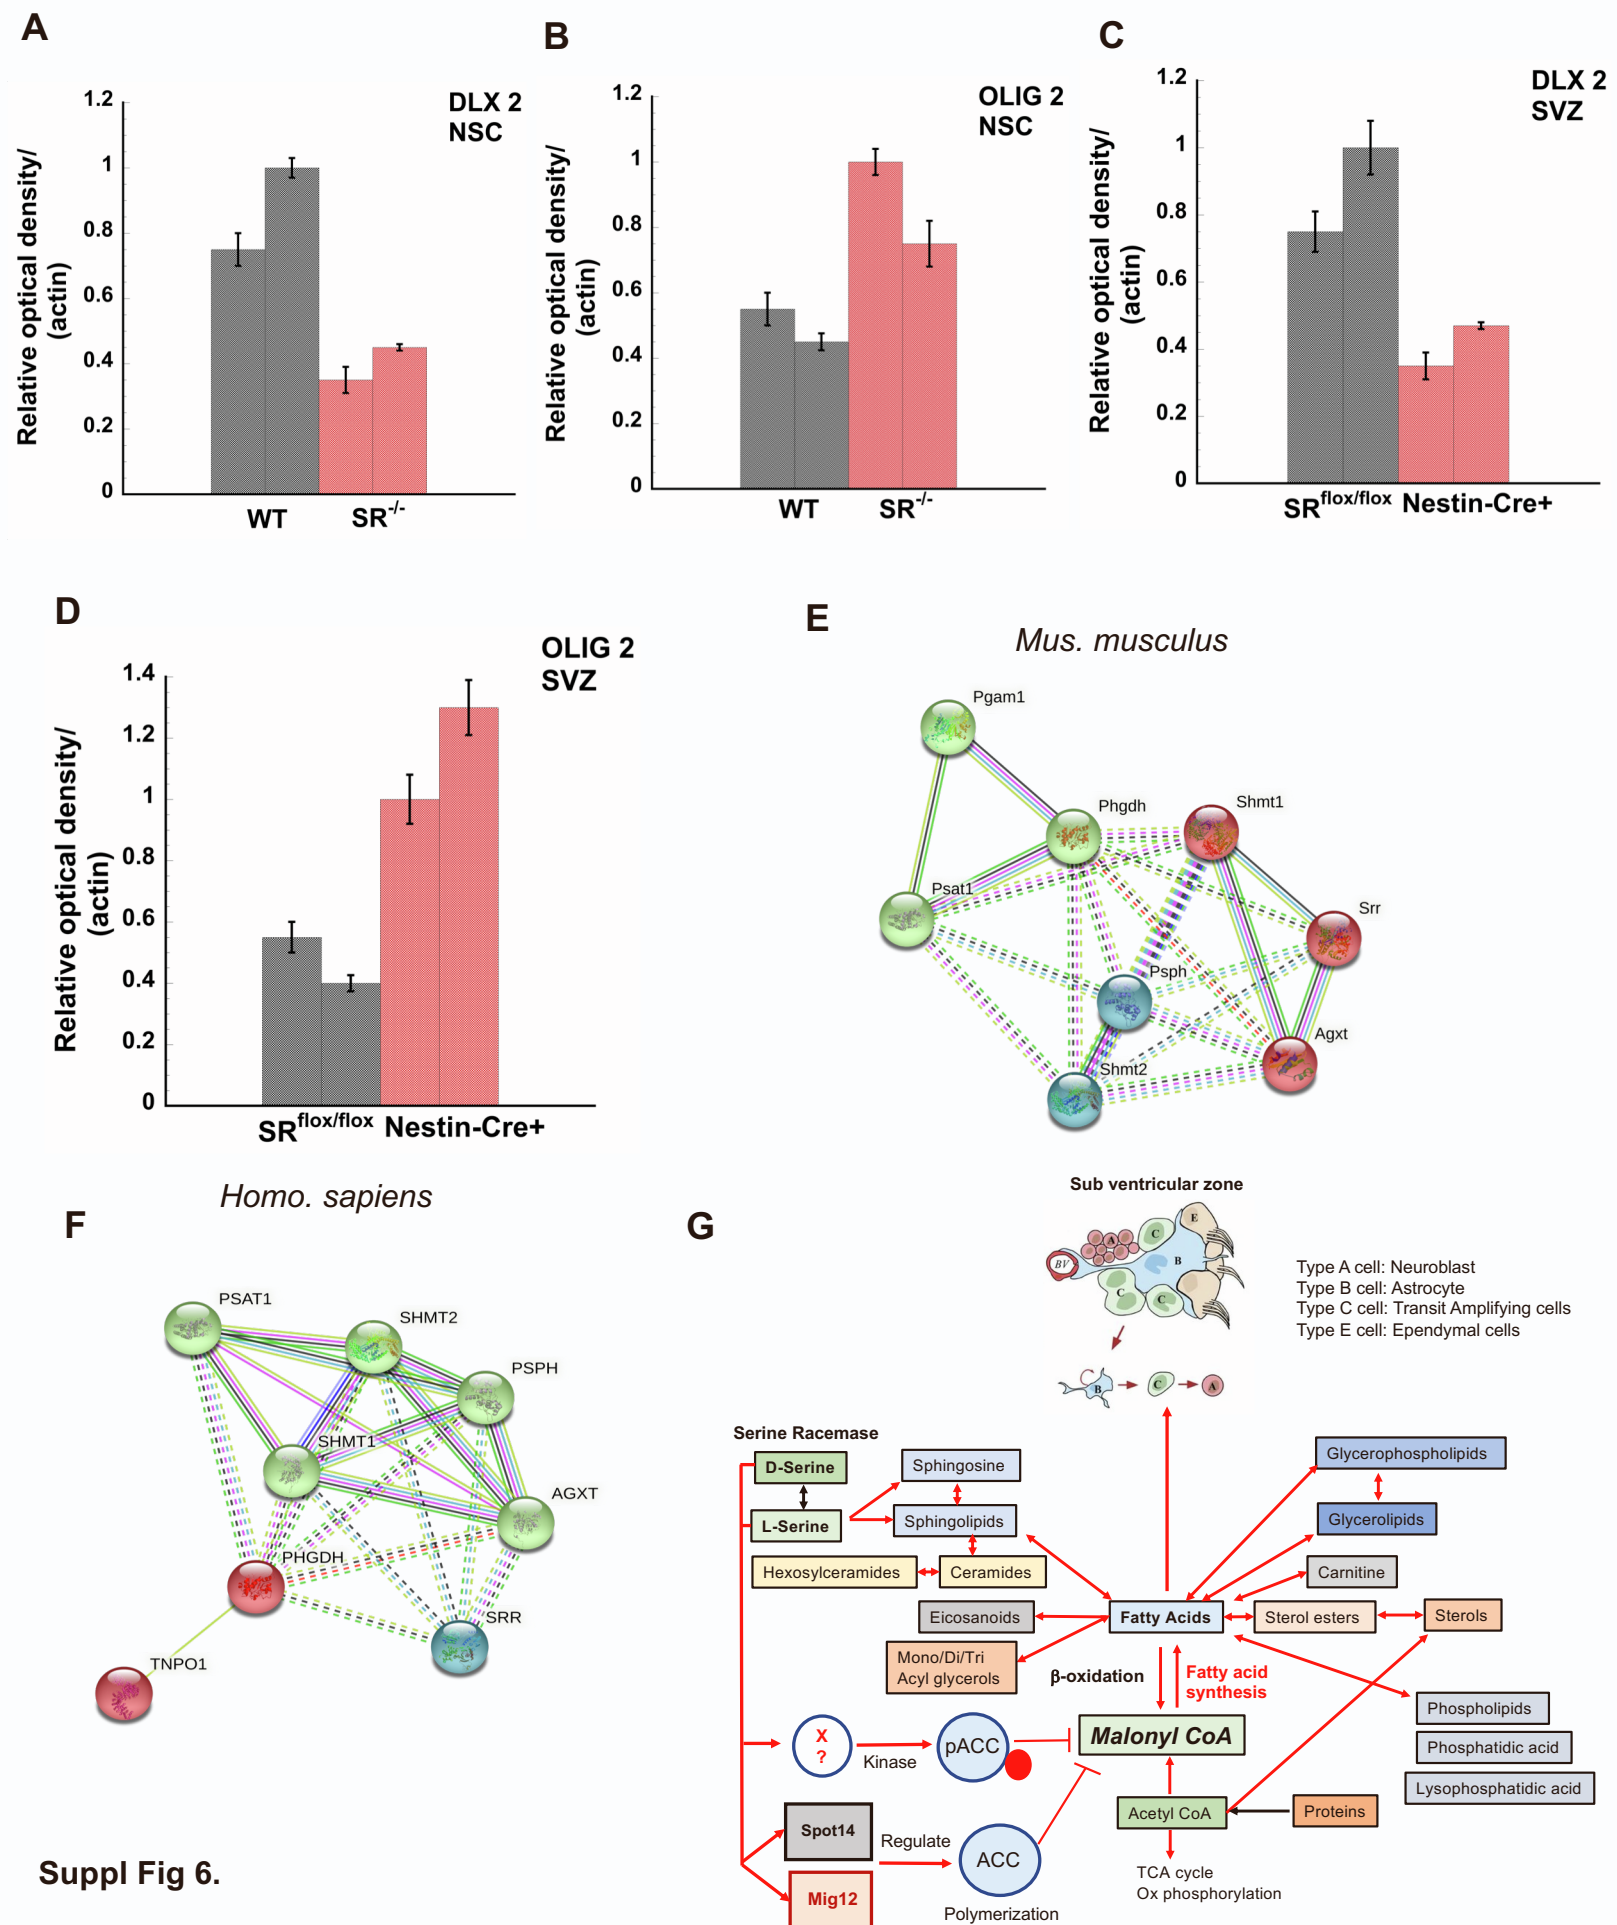 A
DLX 2
NSC
Relative optical density/
(actin)
1.2
1
0.8
0.6
0.4
0.2
0
WT
SR-/-
B
OLIG 2
NSC
Relative optical density/
(actin)
1.2
1
0.8
0.6
0.4
0.2
0
WT
SR-/-
C
DLX 2
SVZ
Relative optical density/
(actin)
1.2
1
0.8
0.6
0.4
0.2
0
SRflox/flox Nestin-Cre+
D
OLIG 2
SVZ
Relative optical density/
(actin)
1.4
1.2
1
0.8
0.6
0.4
0.2
0
SRflox/flox Nestin-Cre+
E
Mus. musculus
Pgam1
Phgdh
Shmt1
Psat1
Srr
Psph
Agxt
Shmt2
F
Homo. sapiens
PSAT1
SHMT2
PSPH
SHMT1
AGXT
PHGDH
SRR
TNPO1
G
Sub ventricular zone
E
C
A
B
BV
C
C
Type A cell: Neuroblast
Type B cell: Astrocyte
Type C cell: Transit Amplifying cells
Type E cell: Ependymal cells
B
C
A
Serine Racemase
D-Serine
L-Serine
Sphingosine
Sphingolipids
Hexosylceramides
Ceramides
Glycerophospholipids
Glycerolipids
Carnitine
Eicosanoids
Fatty Acids
Sterol esters
Sterols
Mono/Di/Tri
Acyl glycerols
β-oxidation
Fatty acid
synthesis
Phospholipids
Phosphatidic acid
Lysophosphatidic acid
X
?
Kinase
pACC
Malonyl CoA
Acetyl CoA
Proteins
Spot14
Regulate
ACC
Mig12
Polymerization
TCA cycle
Ox phosphorylation
Suppl Fig 6.